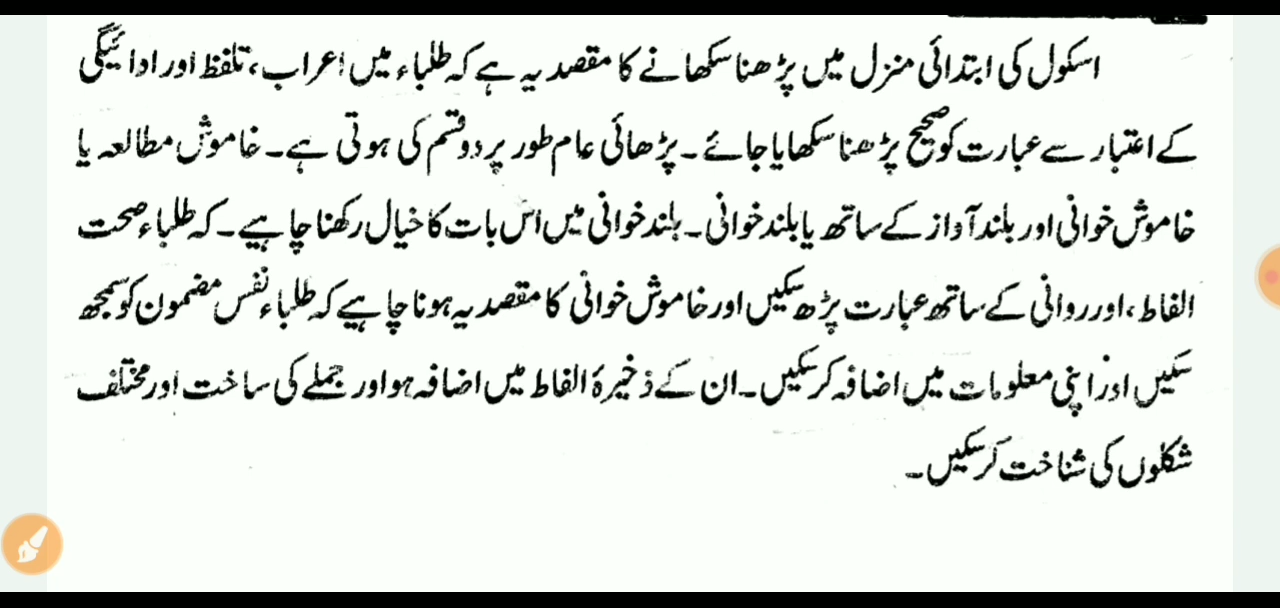 اسکول کی ابتدائی منزل میں پڑھنا سکھانے کا مقصد یہ ہے کہ طلباء میں اعراب، تلفظ اور ادائیگی
کے اعتبار سے عبارت کو صحیح پڑھنا سکھایا جائے۔ پڑھائی عام طور پر دو قسم کی ہوتی ہے۔ خاموش مطالعہ یا
خاموش خوانی اور بلند آواز کے ساتھ یا بلند خوانی۔ بلند خوانی میں اس بات کا خیال رکھنا چاہیے۔ کہ طلباء صحت
الفاط، اور روانی کے ساتھ عبارت پڑھ سکیں اور خاموش خوانی کا مقصد یہ ہونا چاہیے کہ طلباء نفس مضمون کو سمجھ
سکیں اور اپنی معلومات میں اضافہ کر سکیں۔ ان کے ذخیرۂ الفاط میں اضافہ ہو اور جملے کی ساخت اور مختلف
شکلوں کی شناخت کر سکیں۔